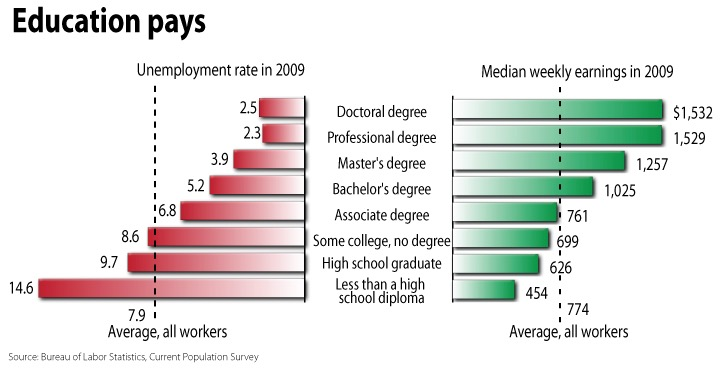 Education pays
Unemployment rate in 2009
Median weekly earnings in 2009
2.5 Doctoral degree $1,532
2.3 Professional degree 1,529
3.9 Master's degree 1,257
5.2 Bachelor's degree 1,025
6.8 Associate degree 761
8.6 Some college, no degree 699
9.7 High school graduate 626
14.6 Less than a high 454
school diploma
7.9
774
Average, all workers
Average, all workers
Source: Bureau of Labor Statistics, Current Population Survey